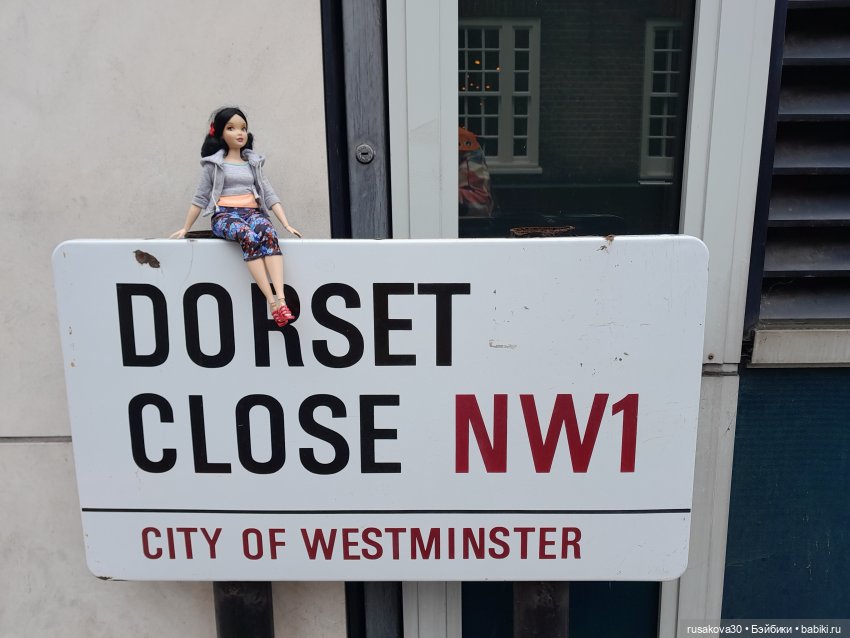 DORSET
CLOSE NW1
CITY OF WESTMINSTER
rusakova30 • Бэйбики • babiki.ru